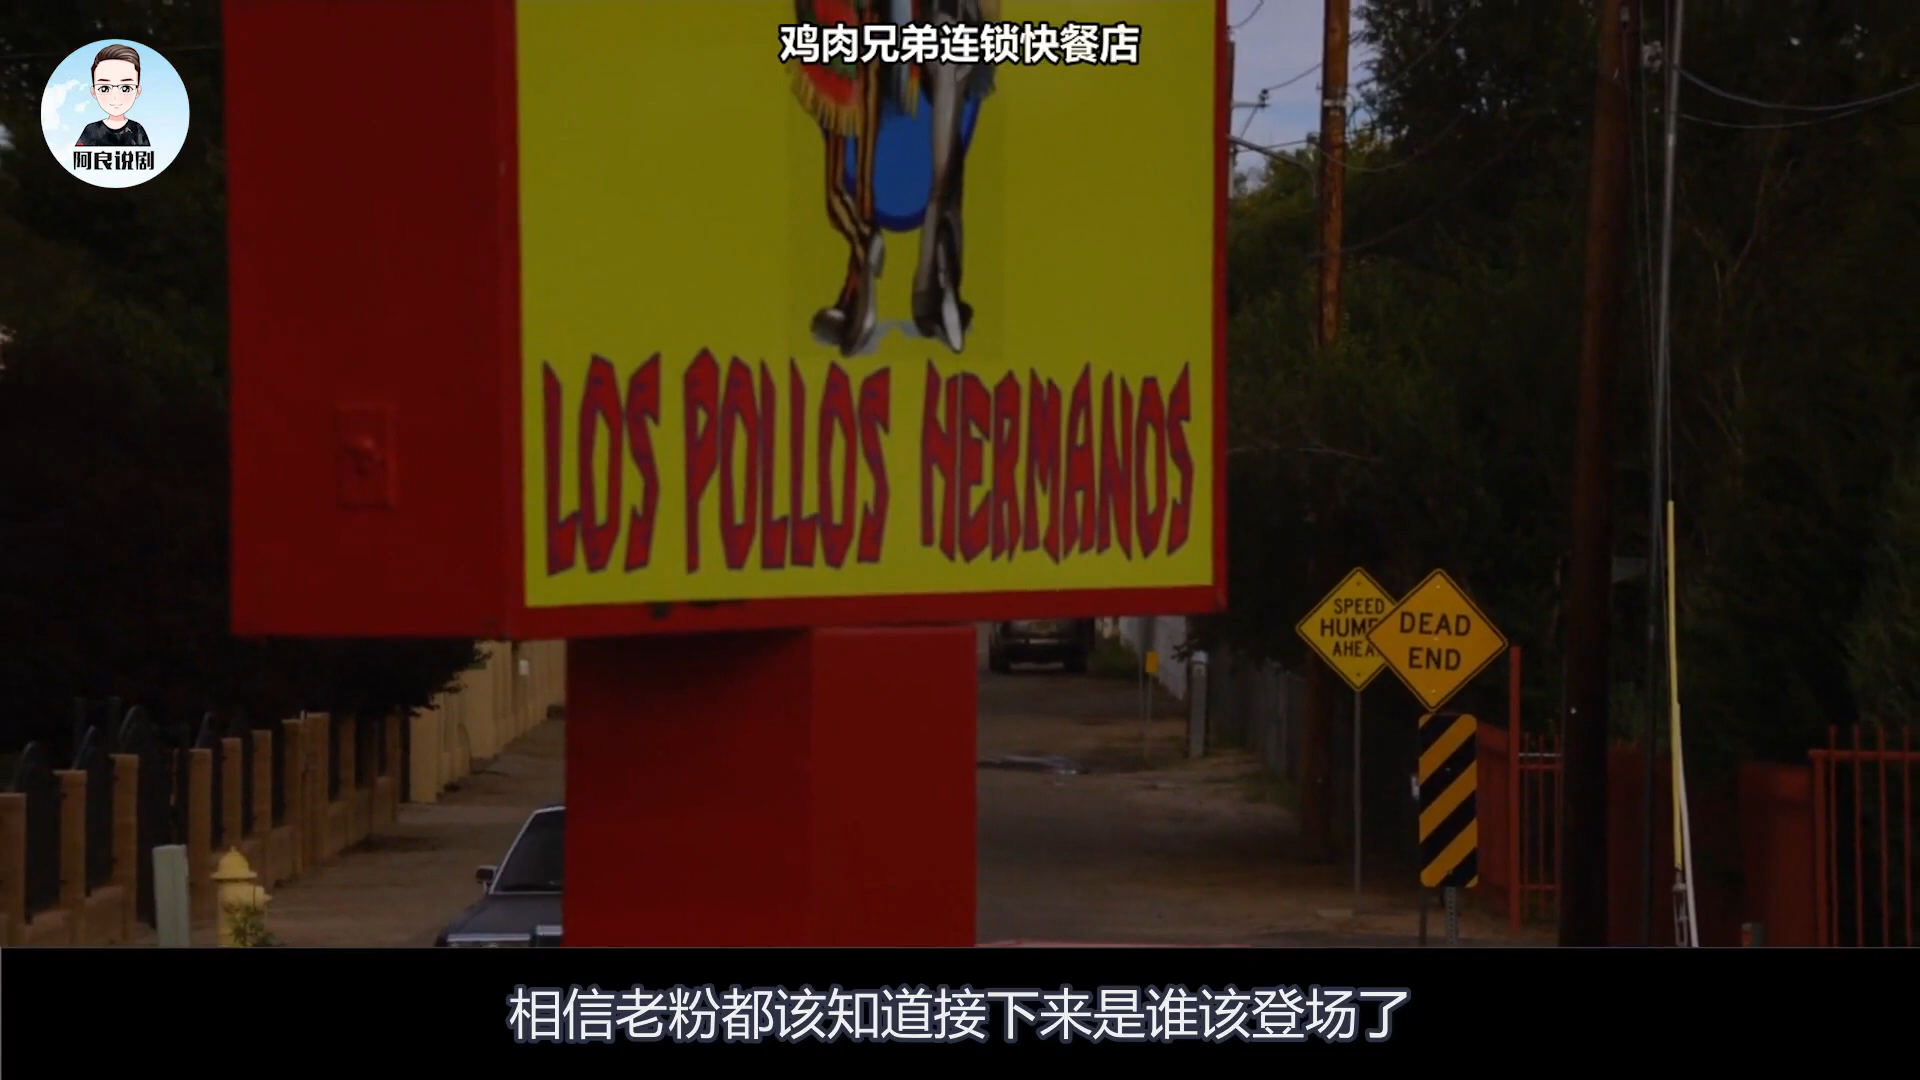 鸡肉兄弟连锁快餐店
阿良说剧
LOS POLLOS HERMANOS
SPEED
HUMP
AHEA
DEAD
END
相信老粉都该知道接下来是谁该登场了